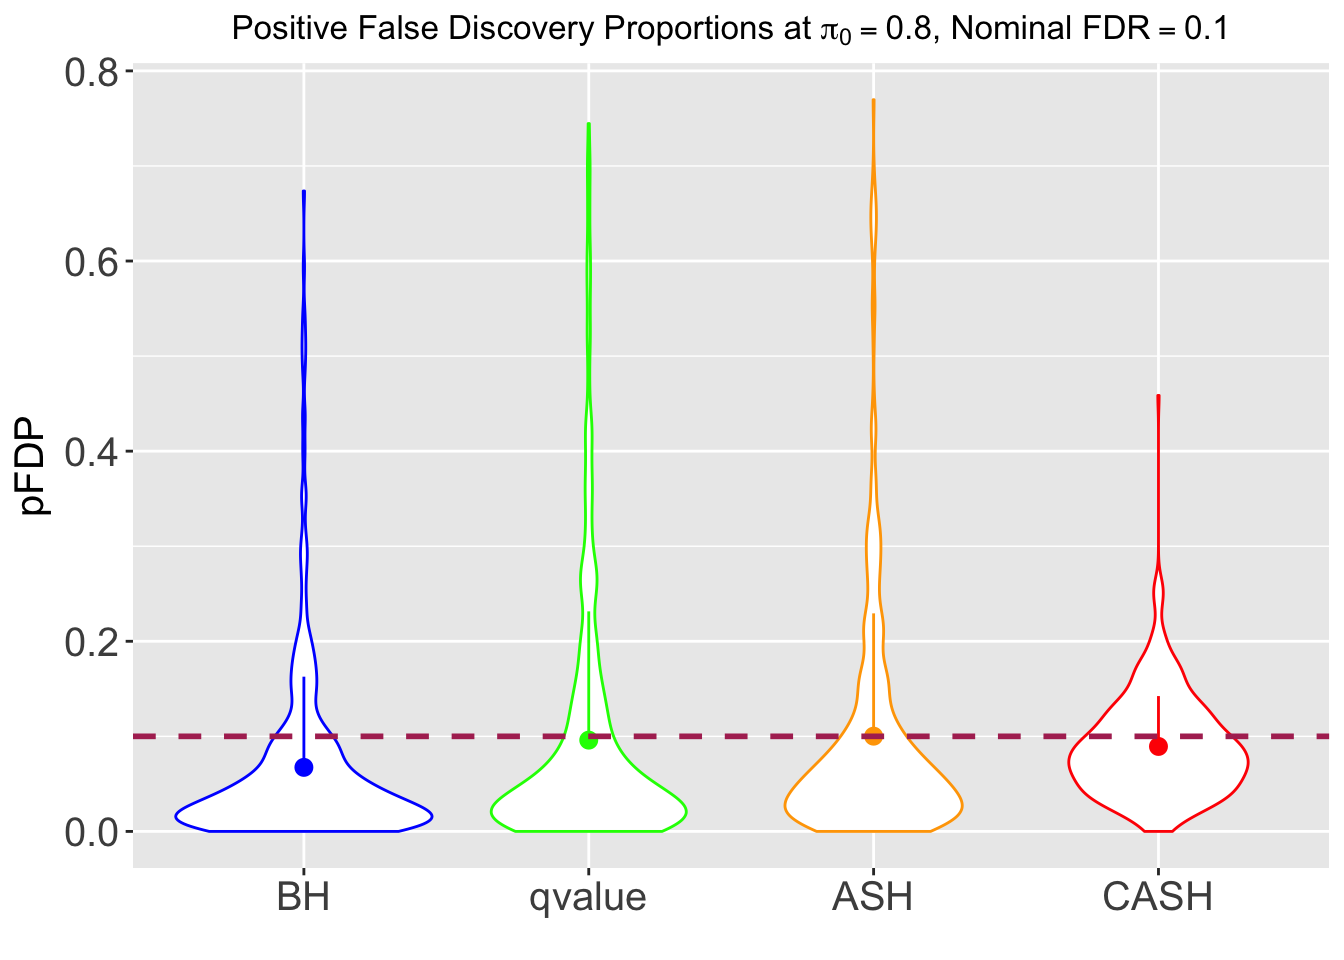 Positive False Discovery Proportions at π₀ = 0.8, Nominal FDR = 0.1
0.8
0.6
0.4
0.2
0.0
pFDP
BH qvalue ASH CASH